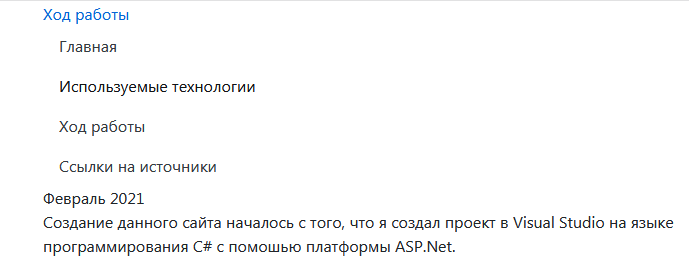 Ход работы
Главная
Используемые технологии
Ход работы
Ссылки на источники
Февраль 2021
Создание данного сайта началось с того, что я создал проект в Visual Studio на языке
программирования C# с помошью платформы ASP.Net.